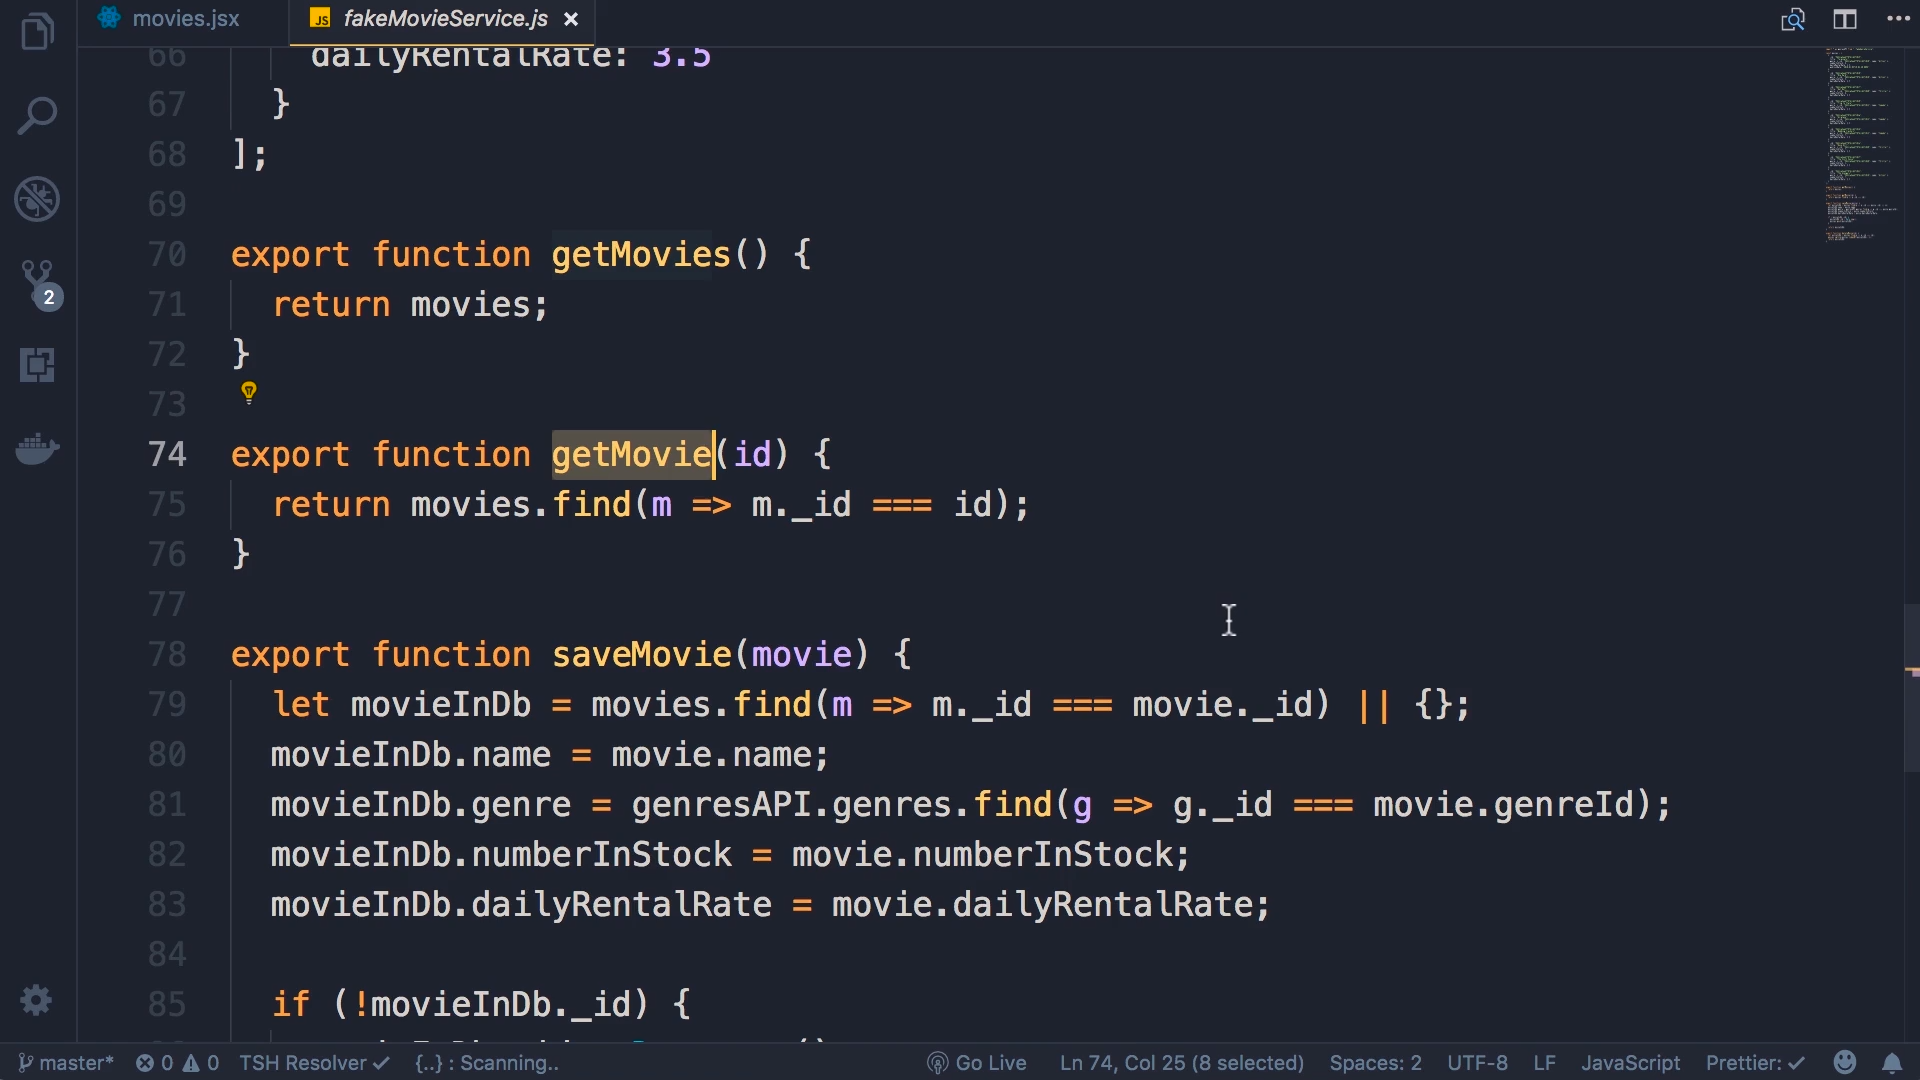 movies.jsx
JS fakeMovieService.js ×
66 dailyRentalRate: 3.5
67 }
68 ];
69
70 export function getMovies() {
71 return movies;
72 }
73
74 export function getMovie(id) {
75 return movies.find(m => m._id === id);
76 }
77
78 export function saveMovie(movie) {
79 let movieInDb = movies.find(m => m._id === movie._id) || {};
80 movieInDb.name = movie.name;
81 movieInDb.genre = genresAPI.genres.find(g => g._id === movie.genreId);
82 movieInDb.numberInStock = movie.numberInStock;
83 movieInDb.dailyRentalRate = movie.dailyRentalRate;
84
85 if (!movieInDb._id) {
2
master* 0 0 TSH Resolver ✓ {..} : Scanning.. Go Live Ln 74, Col 25 (8 selected) Spaces: 2 UTF-8 LF JavaScript Prettier: ✓